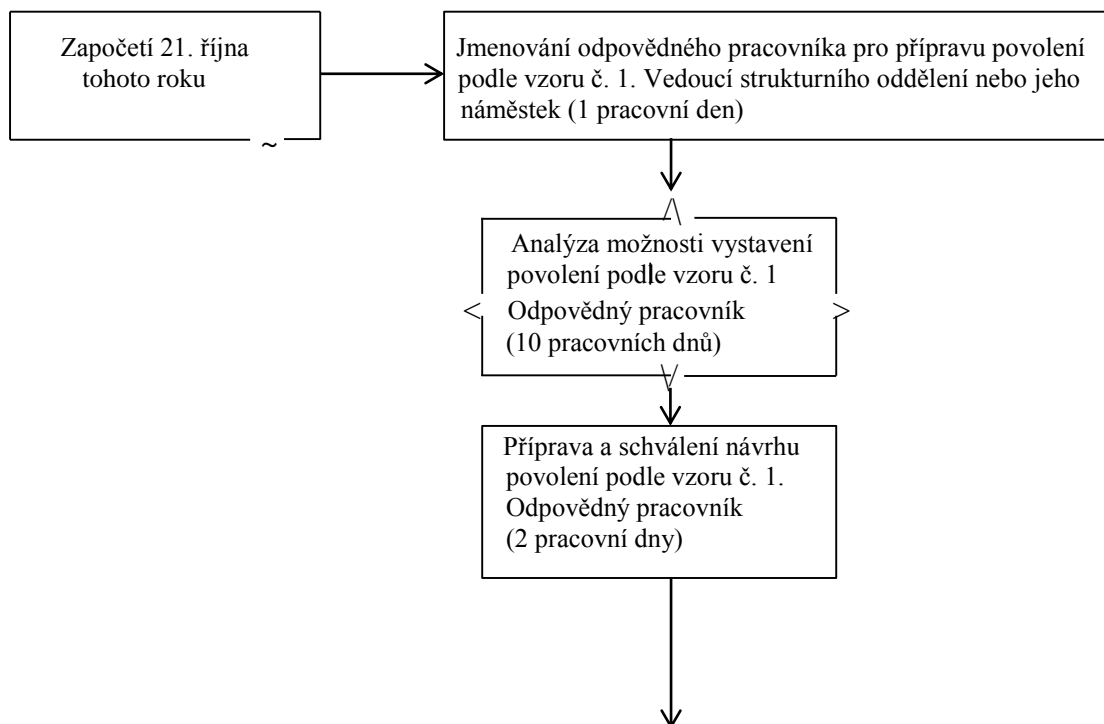 Započetí 21. října
tohoto roku
Jmenování odpovědného pracovníka pro přípravu povolení
podle vzoru č. 1. Vedoucí strukturního oddělení nebo jeho
náměstek (1 pracovní den)
Analýza možnosti vystavení
povolení podle vzoru č. 1
Odpovědný pracovník
(10 pracovních dnů)
Příprava a schválení návrhu
povolení podle vzoru č. 1.
Odpovědný pracovník
(2 pracovní dny)